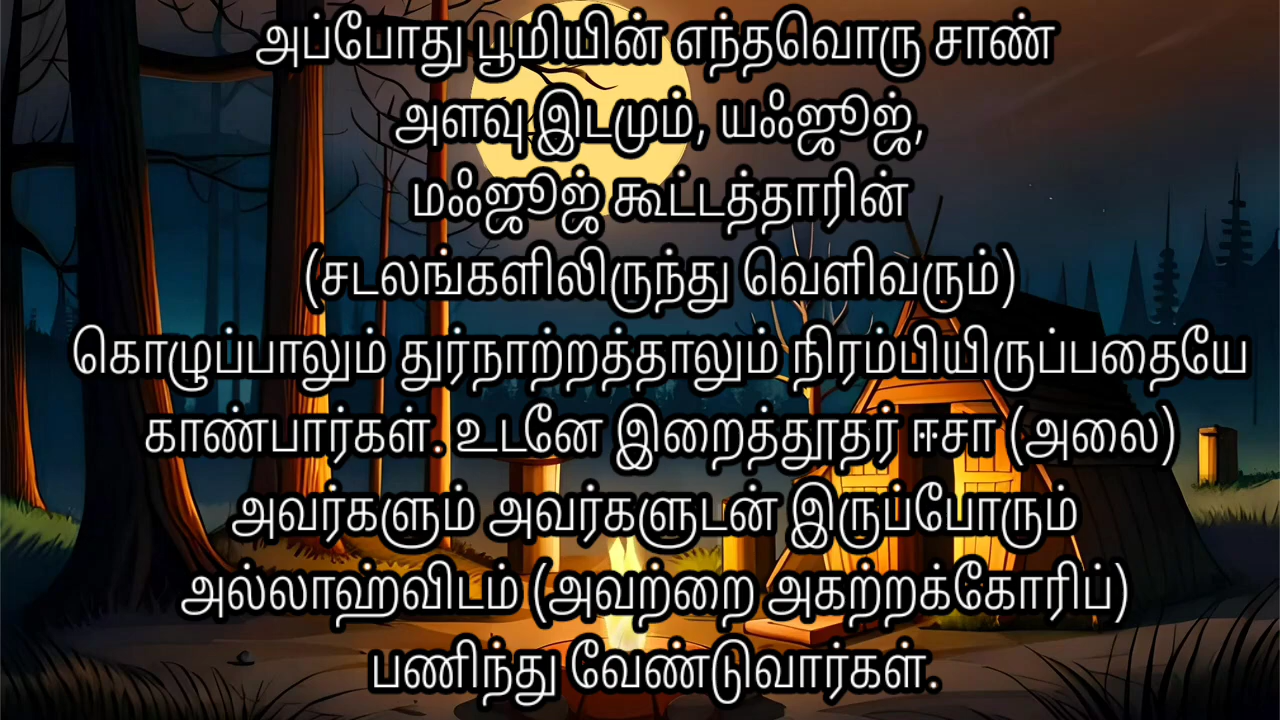 அப்போது பூமியின் எந்தவொரு சாண்
அளவு இடமும், யஃஜூஜ்,
மஃஜூஜ் கூட்டத்தாரின்
(சடலங்களிலிருந்து வெளிவரும்)
கொழுப்பாலும் துர்நாற்றத்தாலும் நிரம்பியிருப்பதையே
காண்பார்கள். உடனே இறைத்தூதர் ஈசா (அலை)
அவர்களும் அவர்களுடன் இருப்போரும்
அல்லாஹ்விடம் (அவற்றை அகற்றக்கோரிப்)
பணிந்து வேண்டுவார்கள்.